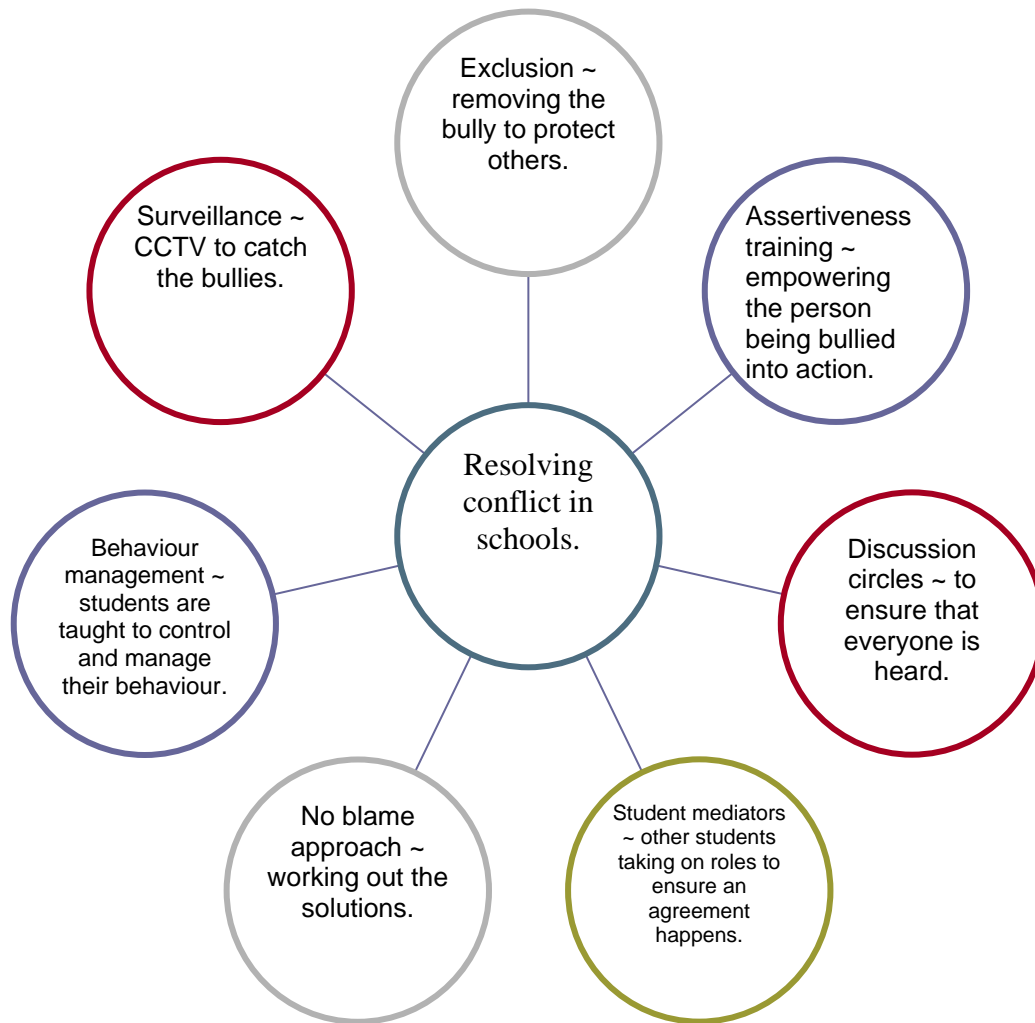 Exclusion ~
removing the
bully to protect
others.
Surveillance ~
CCTV to catch
the bullies.
Assertiveness
training ~
empowering
the person
being bullied
into action.
Resolving
conflict in
schools.
Behaviour
management ~
students are
taught to control
and manage
their behaviour.
Discussion
circles ~ to
ensure that
everyone is
heard.
No blame
approach ~
working out the
solutions.
Student mediators
~ other students
taking on roles to
ensure an
agreement
happens.